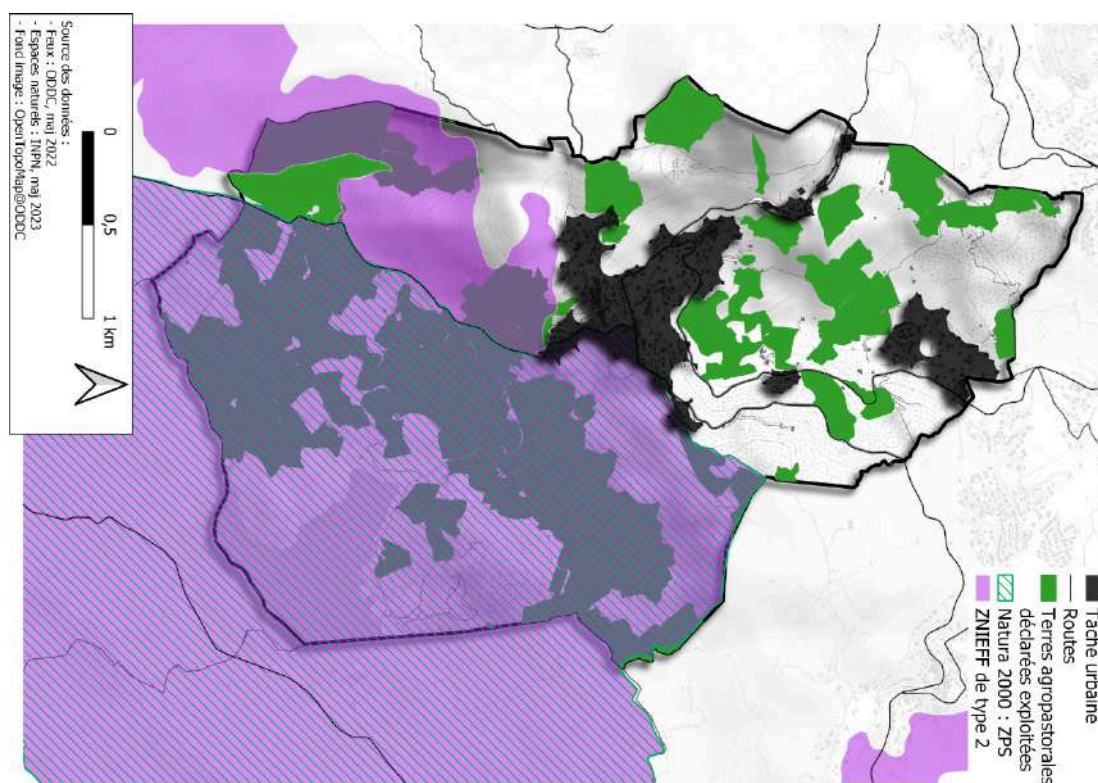 Tache urbaine
Routes
Terres agropastorales
déclarées exploitées
Natura 2000 : ZPS
ZNIEFF de type 2
0
0,5
1 km
Source des données :
- Feux : ODDC, maj 2022
- Espaces naturels : INPN, maj 2023
- Fond image : OpenTopoMap@ODDC